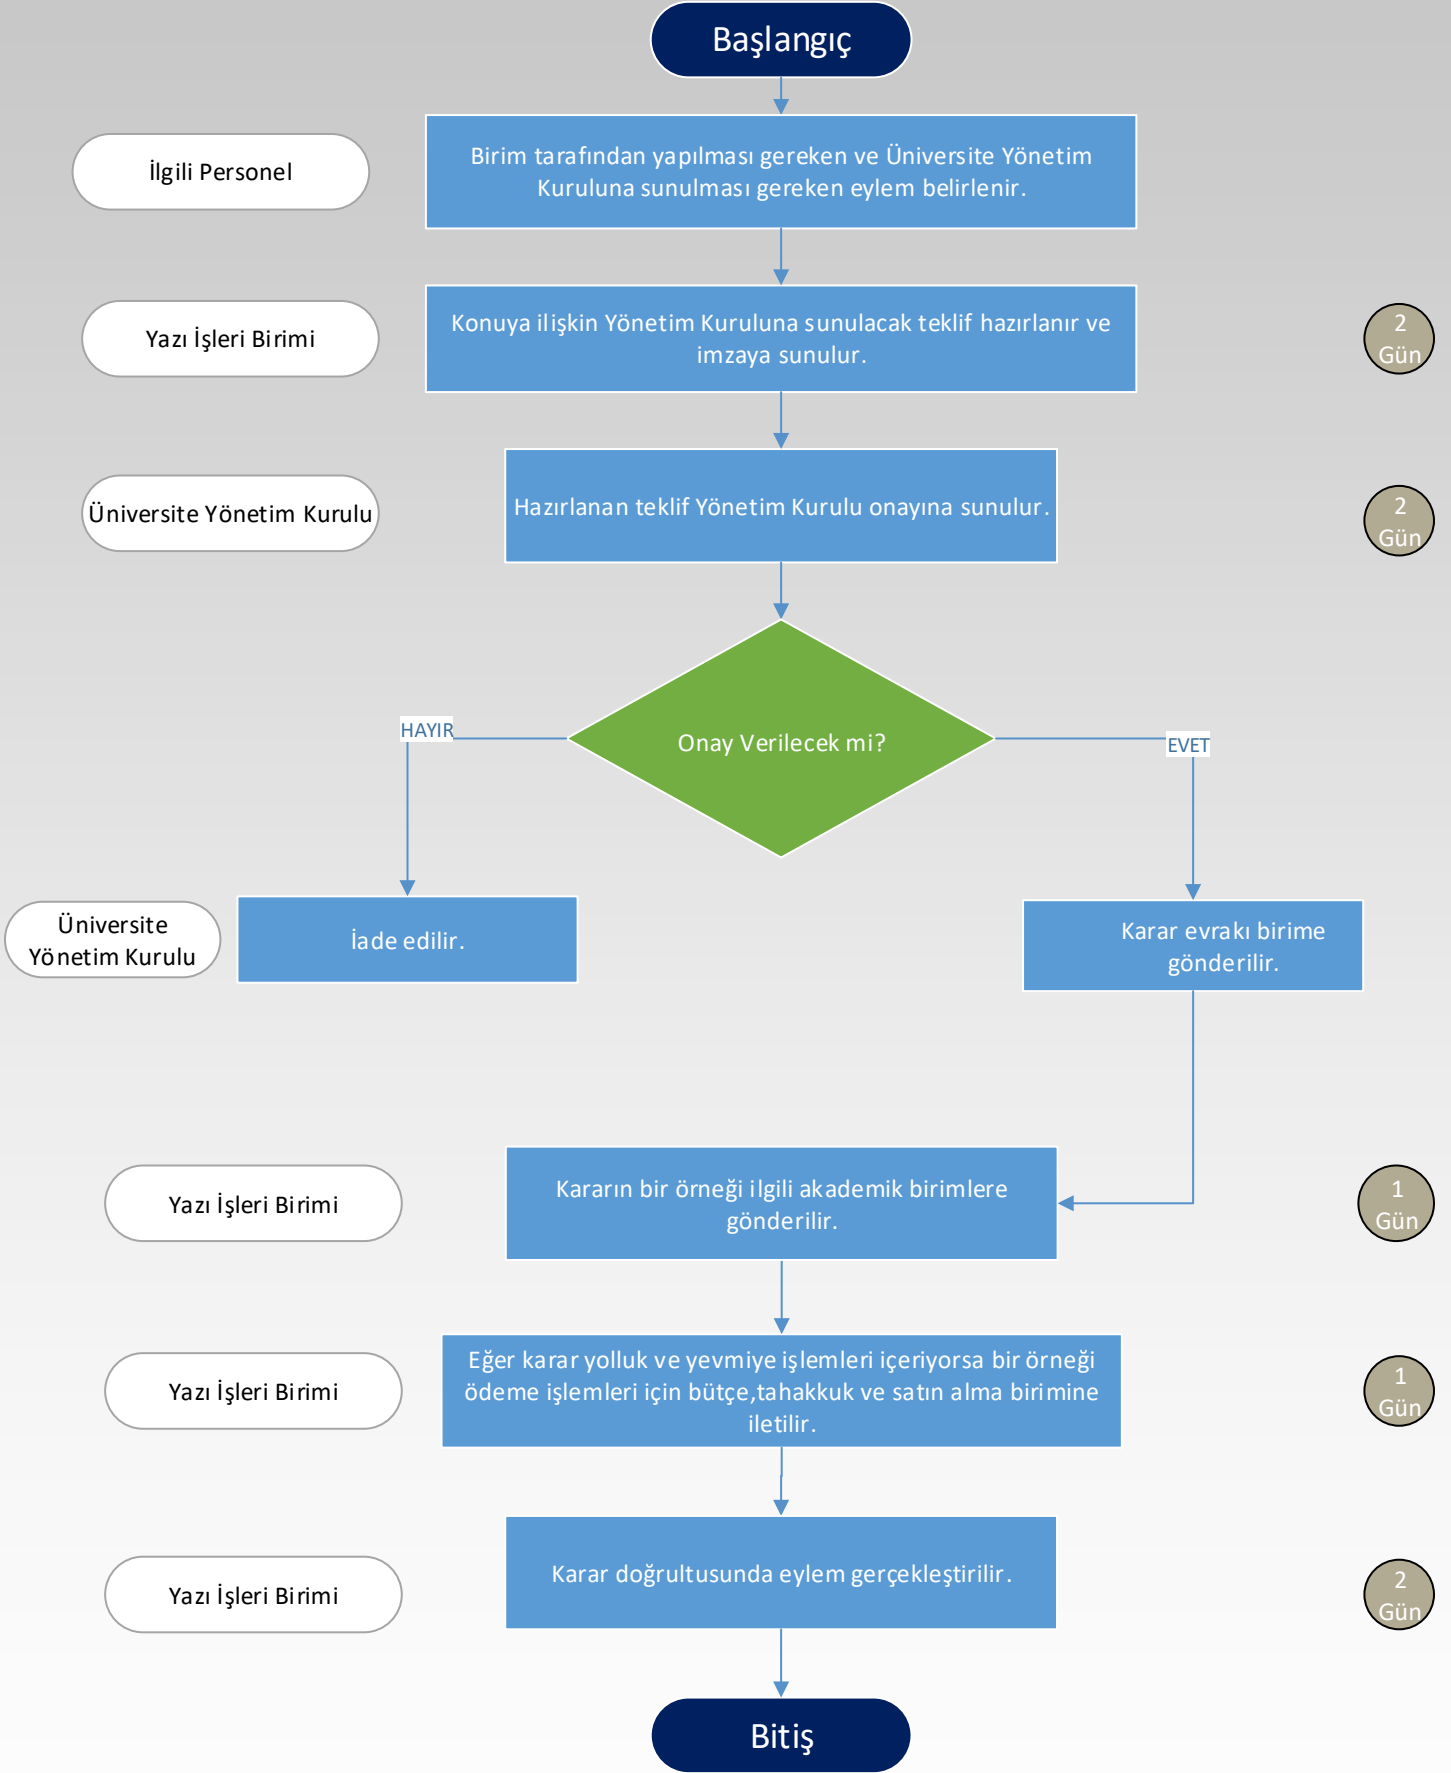 Başlangıç
İlgili Personel
Birim tarafından yapılması gereken ve Üniversite Yönetim
Kuruluna sunulması gereken eylem belirlenir.
Yazı İşleri Birimi
Konuya ilişkin Yönetim Kuruluna sunulacak teklif hazırlanır ve
imzaya sunulur.
2
Gün
Üniversite Yönetim Kurulu
Hazırlanan teklif Yönetim Kurulu onayına sunulur.
2
Gün
HAYIR
Onay Verilecek mi?
EVET
Üniversite
Yönetim Kurulu
İade edilir.
Karar evrakı birime
gönderilir.
Yazı İşleri Birimi
Kararın bir örneği ilgili akademik birimlere
gönderilir.
1
Gün
Yazı İşleri Birimi
Eğer karar yolluk ve yevmiye işlemleri içeriyorsa bir örneği
ödeme işlemleri için bütçe,tahakkuk ve satın alma birimine
iletilir.
1
Gün
Yazı İşleri Birimi
Karar doğrultusunda eylem gerçekleştirilir.
2
Gün
Bitiş